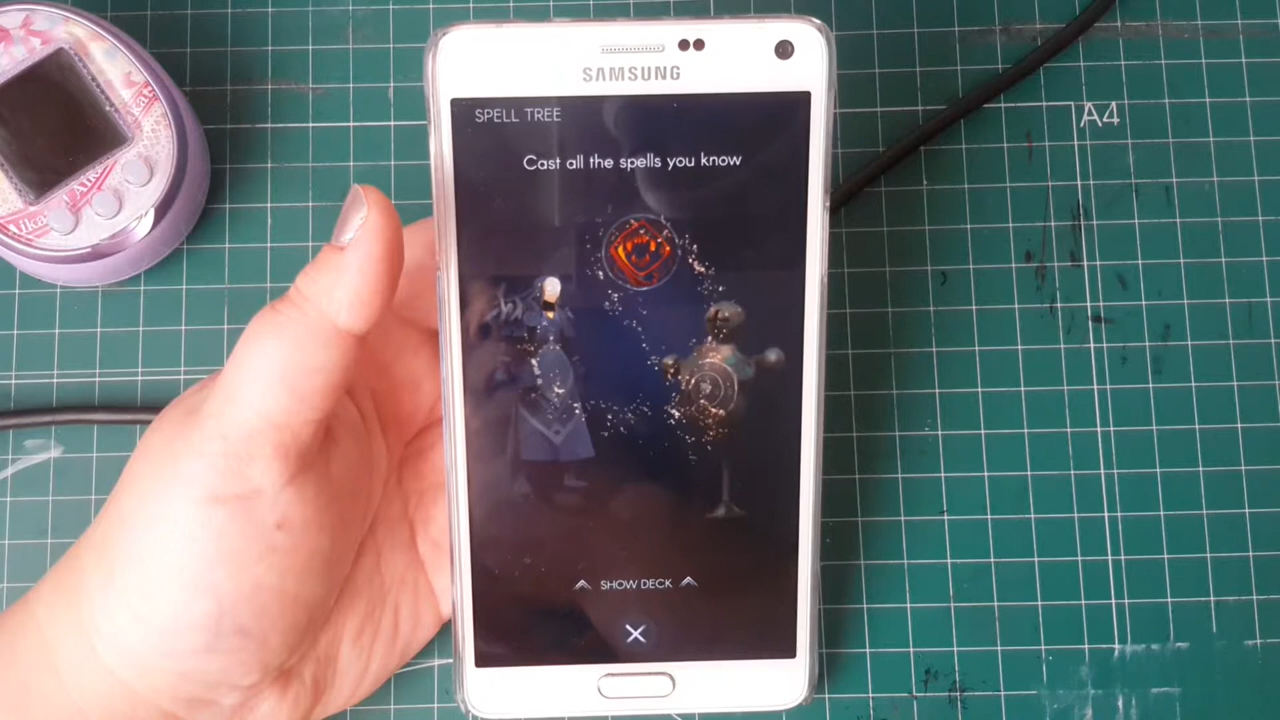 SAMSUNG
SPELL TREE
Cast all the spells you know
SHOW DECK
A4